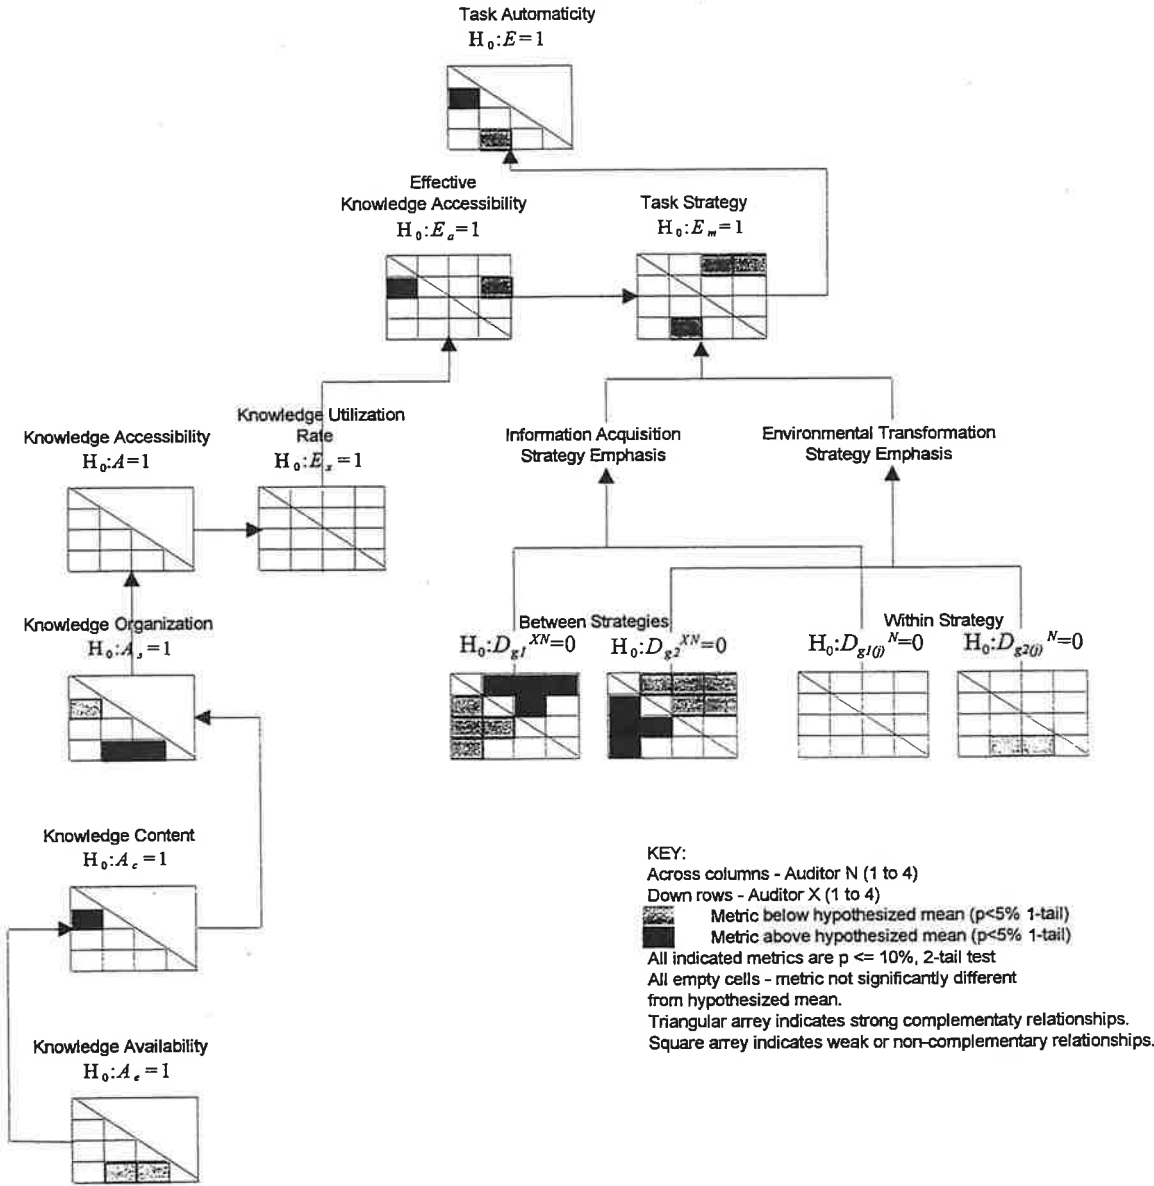 Task Automaticity
H₀:E=1
Effective
Knowledge Accessibility
H₀:Eₐ=1
Task Strategy
H₀:Eₘ=1
Knowledge Accessibility
H₀:A=1
Knowledge Utilization
Rate
H₀:Eₛ=1
Information Acquisition
Strategy Emphasis
Environmental Transformation
Strategy Emphasis
Knowledge Organization
H₀:Aₛ=1
Between Strategies
H₀:D_g1^XN=0
H₀:D_g2^XN=0
Within Strategy
H₀:D_g1(j)^N=0
H₀:D_g2(j)^N=0
Knowledge Content
H₀:A_c=1
KEY:
Across columns - Auditor N (1 to 4)
Down rows - Auditor X (1 to 4)
Metric below hypothesized mean (p<5% 1-tail)
Metric above hypothesized mean (p<5% 1-tail)
All indicated metrics are p <= 10%, 2-tail test
All empty cells - metric not significantly different
from hypothesized mean.
Triangular arrey indicates strong complementaty relationships.
Square arrey indicates weak or non-complementary relationships.
Knowledge Availability
H₀:Aₑ=1